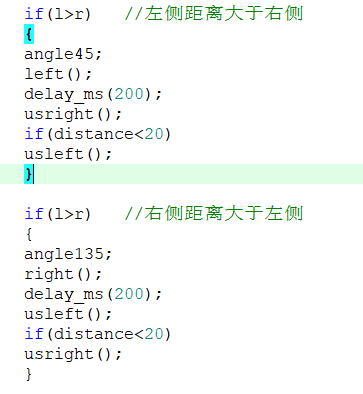 if(l>r)   //左侧距离大于右侧
{
angle45;
left();
delay_ms(200);
usright();
if(distance<20)
usleft();
}
if(l>r)   //右侧距离大于左侧
{
angle135;
right();
delay_ms(200);
usleft();
if(distance<20)
usright();
}